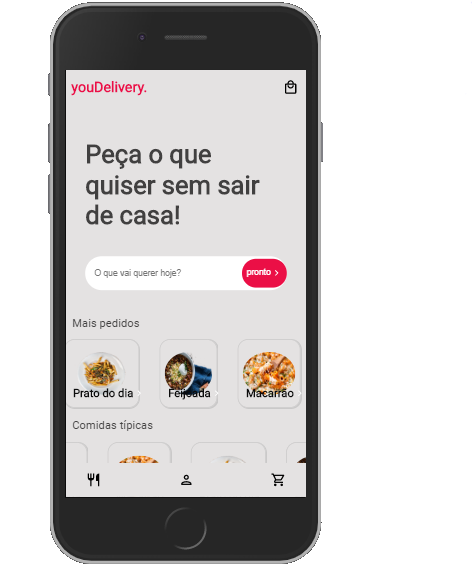 youDelivery.
Peça o que
quiser sem sair
de casa!
O que vai querer hoje?
pronto
Mais pedidos
Prato do dia
Feijoada
Macarrão
Comidas típicas